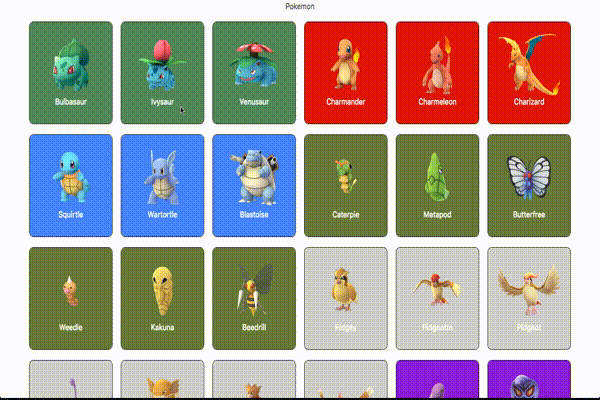 Pokemon
Bulbasaur Ivysaur Venusaur Charmander Charmeleon Charizard
Squirtle Wartortle Blastoise Caterpie Metapod Butterfree
Weedle Kakuna Beedrill Pidgey Pidgeotto Pidgeot